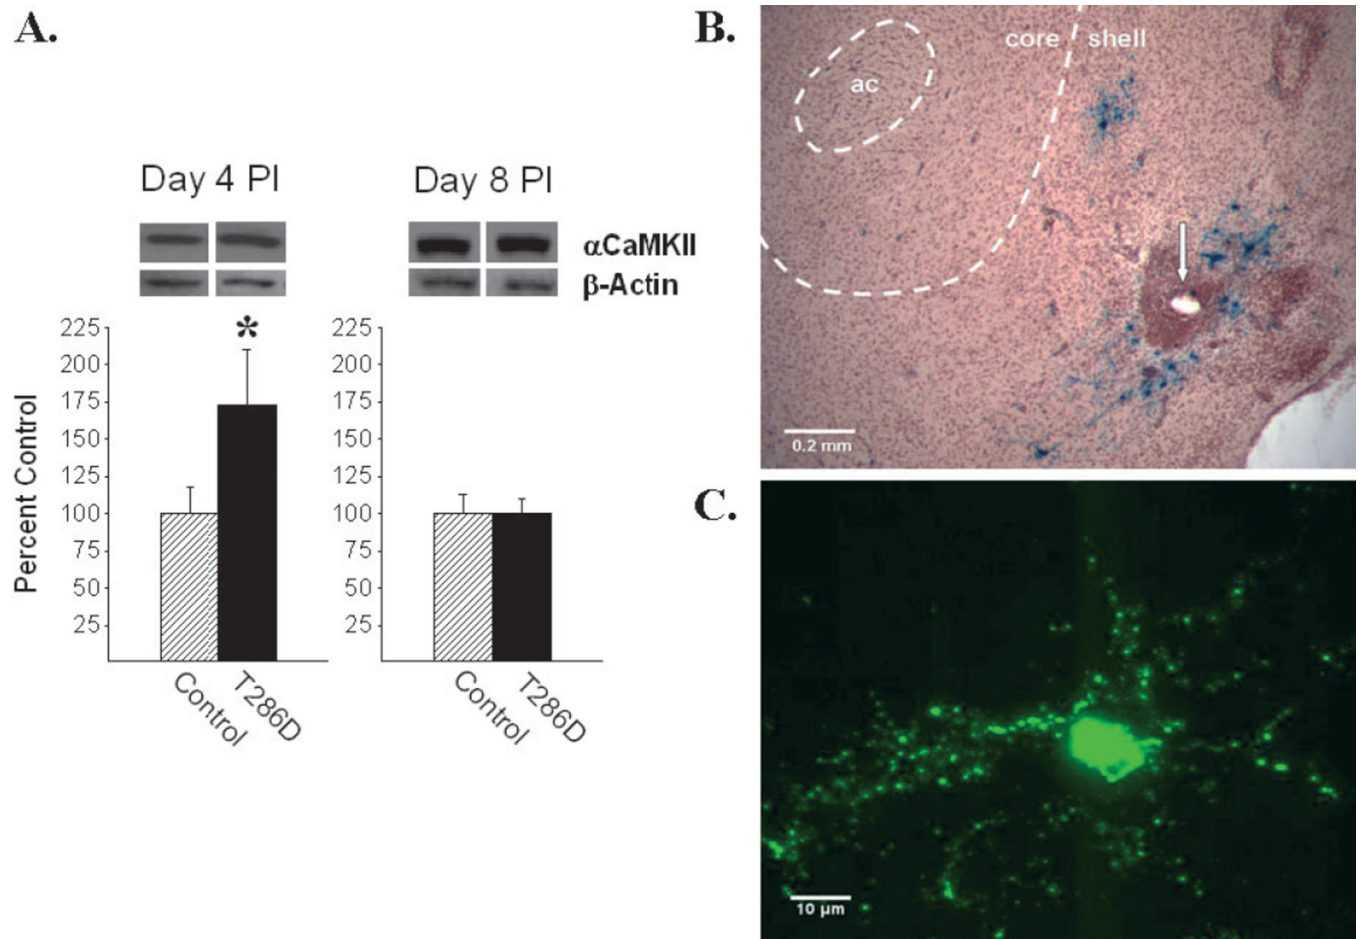 A.
Day 4 PI
Day 8 PI
αCaMKII
β-Actin
Percent Control
225
200
175
150
125
100
75
50
25
*
Control
T286D
225
200
175
150
125
100
75
50
25
Control
T286D
B.
core
shell
ac
0.2 mm
C.
10 µm